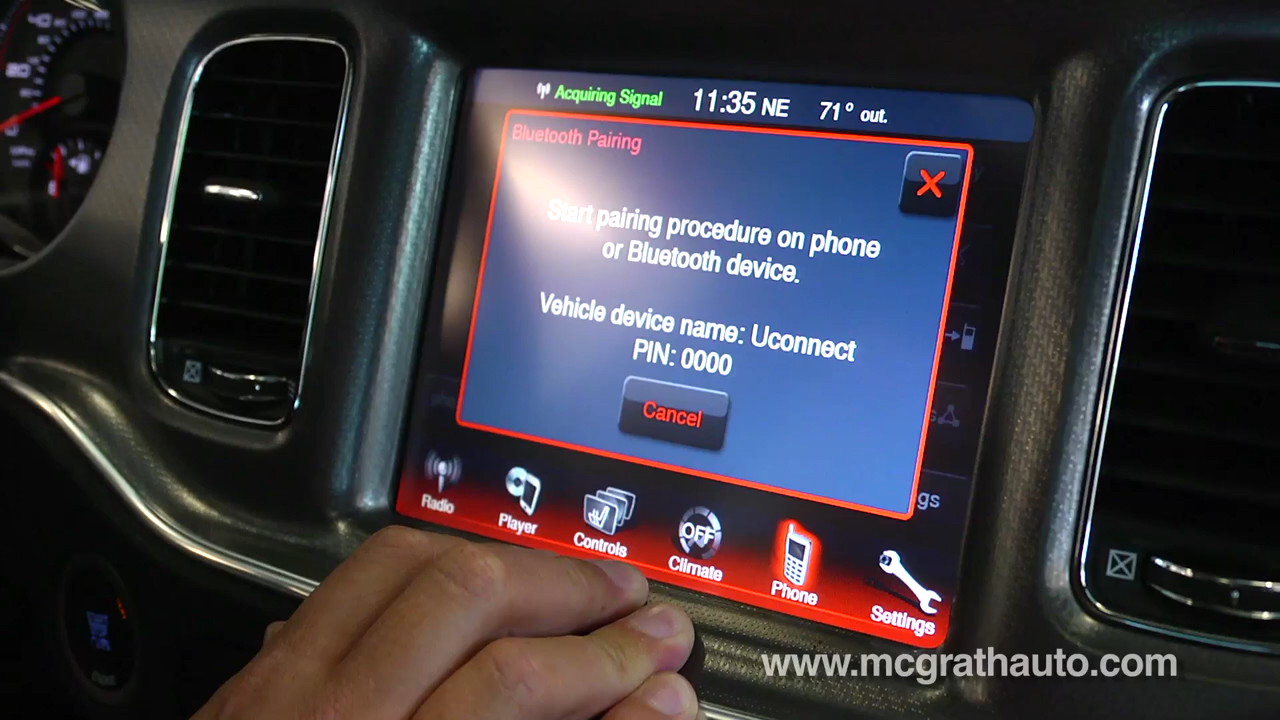 Acquiring Signal 11:35 NE 71° out.
Bluetooth Pairing
Start pairing procedure on phone
or Bluetooth device.
Vehicle device name: Uconnect
PIN: 0000
Cancel
gs
Radio Player Controls OFF Climate Phone Settings
www.mcgrathauto.com